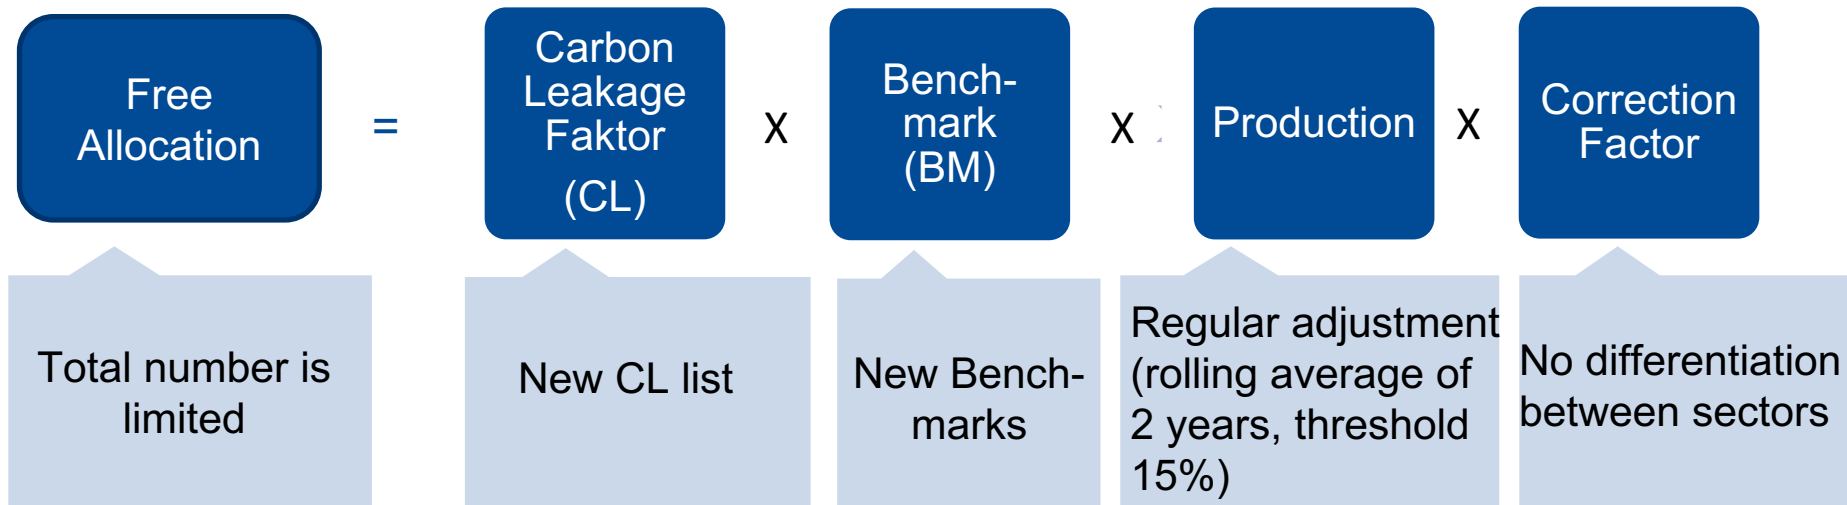 Free
Allocation
=
Carbon
Leakage
Faktor
(CL)
X
Bench-
mark
(BM)
X
Production
X
Correction
Factor
Total number is
limited
New CL list
New Bench-
marks
Regular adjustment
(rolling average of
2 years, threshold
15%)
No differentiation
between sectors